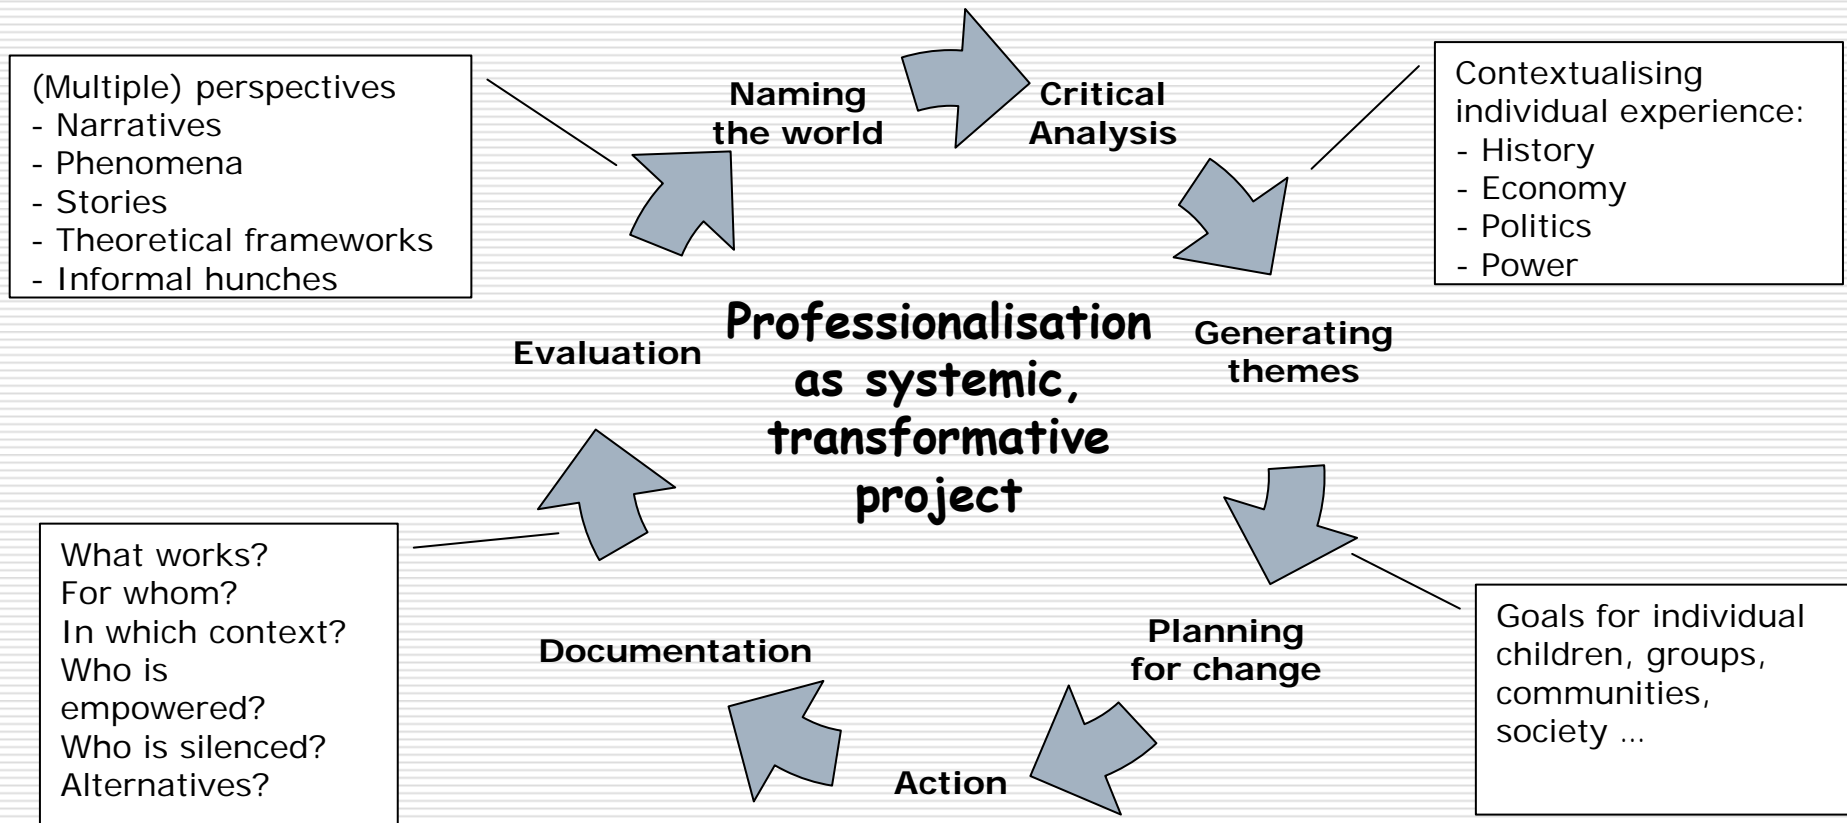 (Multiple) perspectives
- Narratives
- Phenomena
- Stories
- Theoretical frameworks
- Informal hunches
Naming
the world
Critical
Analysis
Contextualising
individual experience:
- History
- Economy
- Politics
- Power
Evaluation
Professionalisation
as systemic,
transformative
project
Generating
themes
What works?
For whom?
In which context?
Who is
empowered?
Who is silenced?
Alternatives?
Documentation
Action
Planning
for change
Goals for individual
children, groups,
communities,
society ...